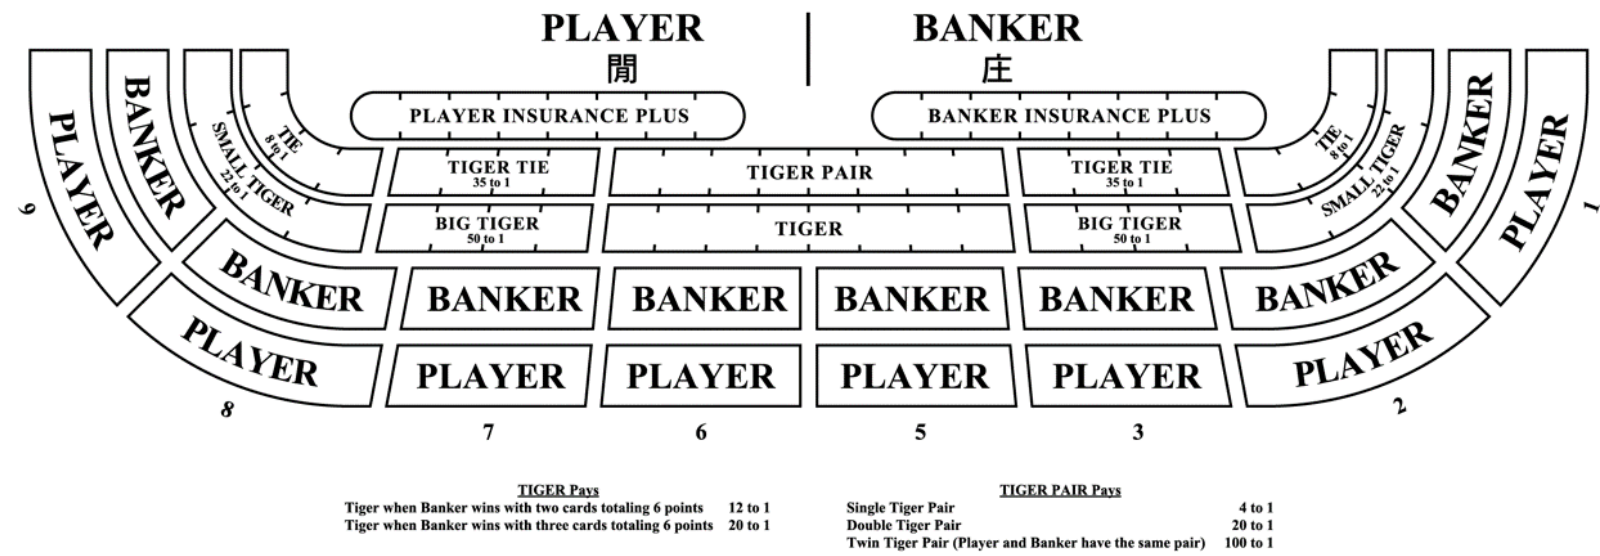 PLAYER
BANKER
閒
庄
PLAYER INSURANCE PLUS
BANKER INSURANCE PLUS
PLAYER
BANKER
SMALL TIGER
22 to 1
TIE
8 to 1
TIGER TIE
35 to 1
TIGER PAIR
TIGER TIE
35 to 1
TIE
8 to 1
SMALL TIGER
22 to 1
BANKER
PLAYER
BIG TIGER
50 to 1
TIGER
BIG TIGER
50 to 1
9
1
BANKER
BANKER
BANKER
BANKER
BANKER
BANKER
PLAYER
PLAYER
PLAYER
PLAYER
PLAYER
PLAYER
8
7
6
5
3
2
TIGER Pays
Tiger when Banker wins with two cards totaling 6 points 12 to 1
Tiger when Banker wins with three cards totaling 6 points 20 to 1
TIGER PAIR Pays
Single Tiger Pair 4 to 1
Double Tiger Pair 20 to 1
Twin Tiger Pair (Player and Banker have the same pair) 100 to 1